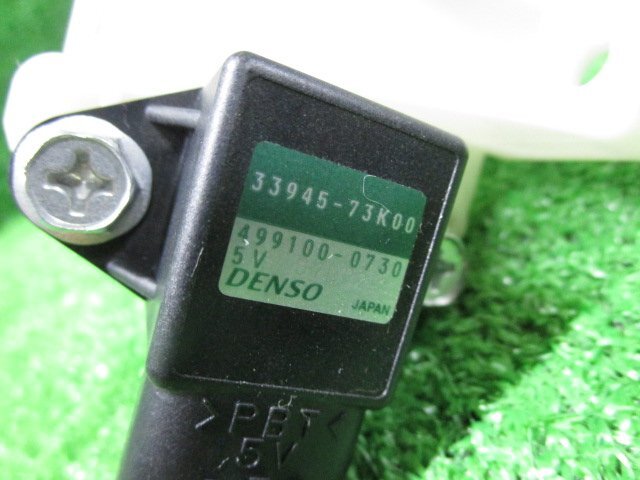 33945-73K00
499100-0730
5V
DENSO JAPAN
>PBT<
5V